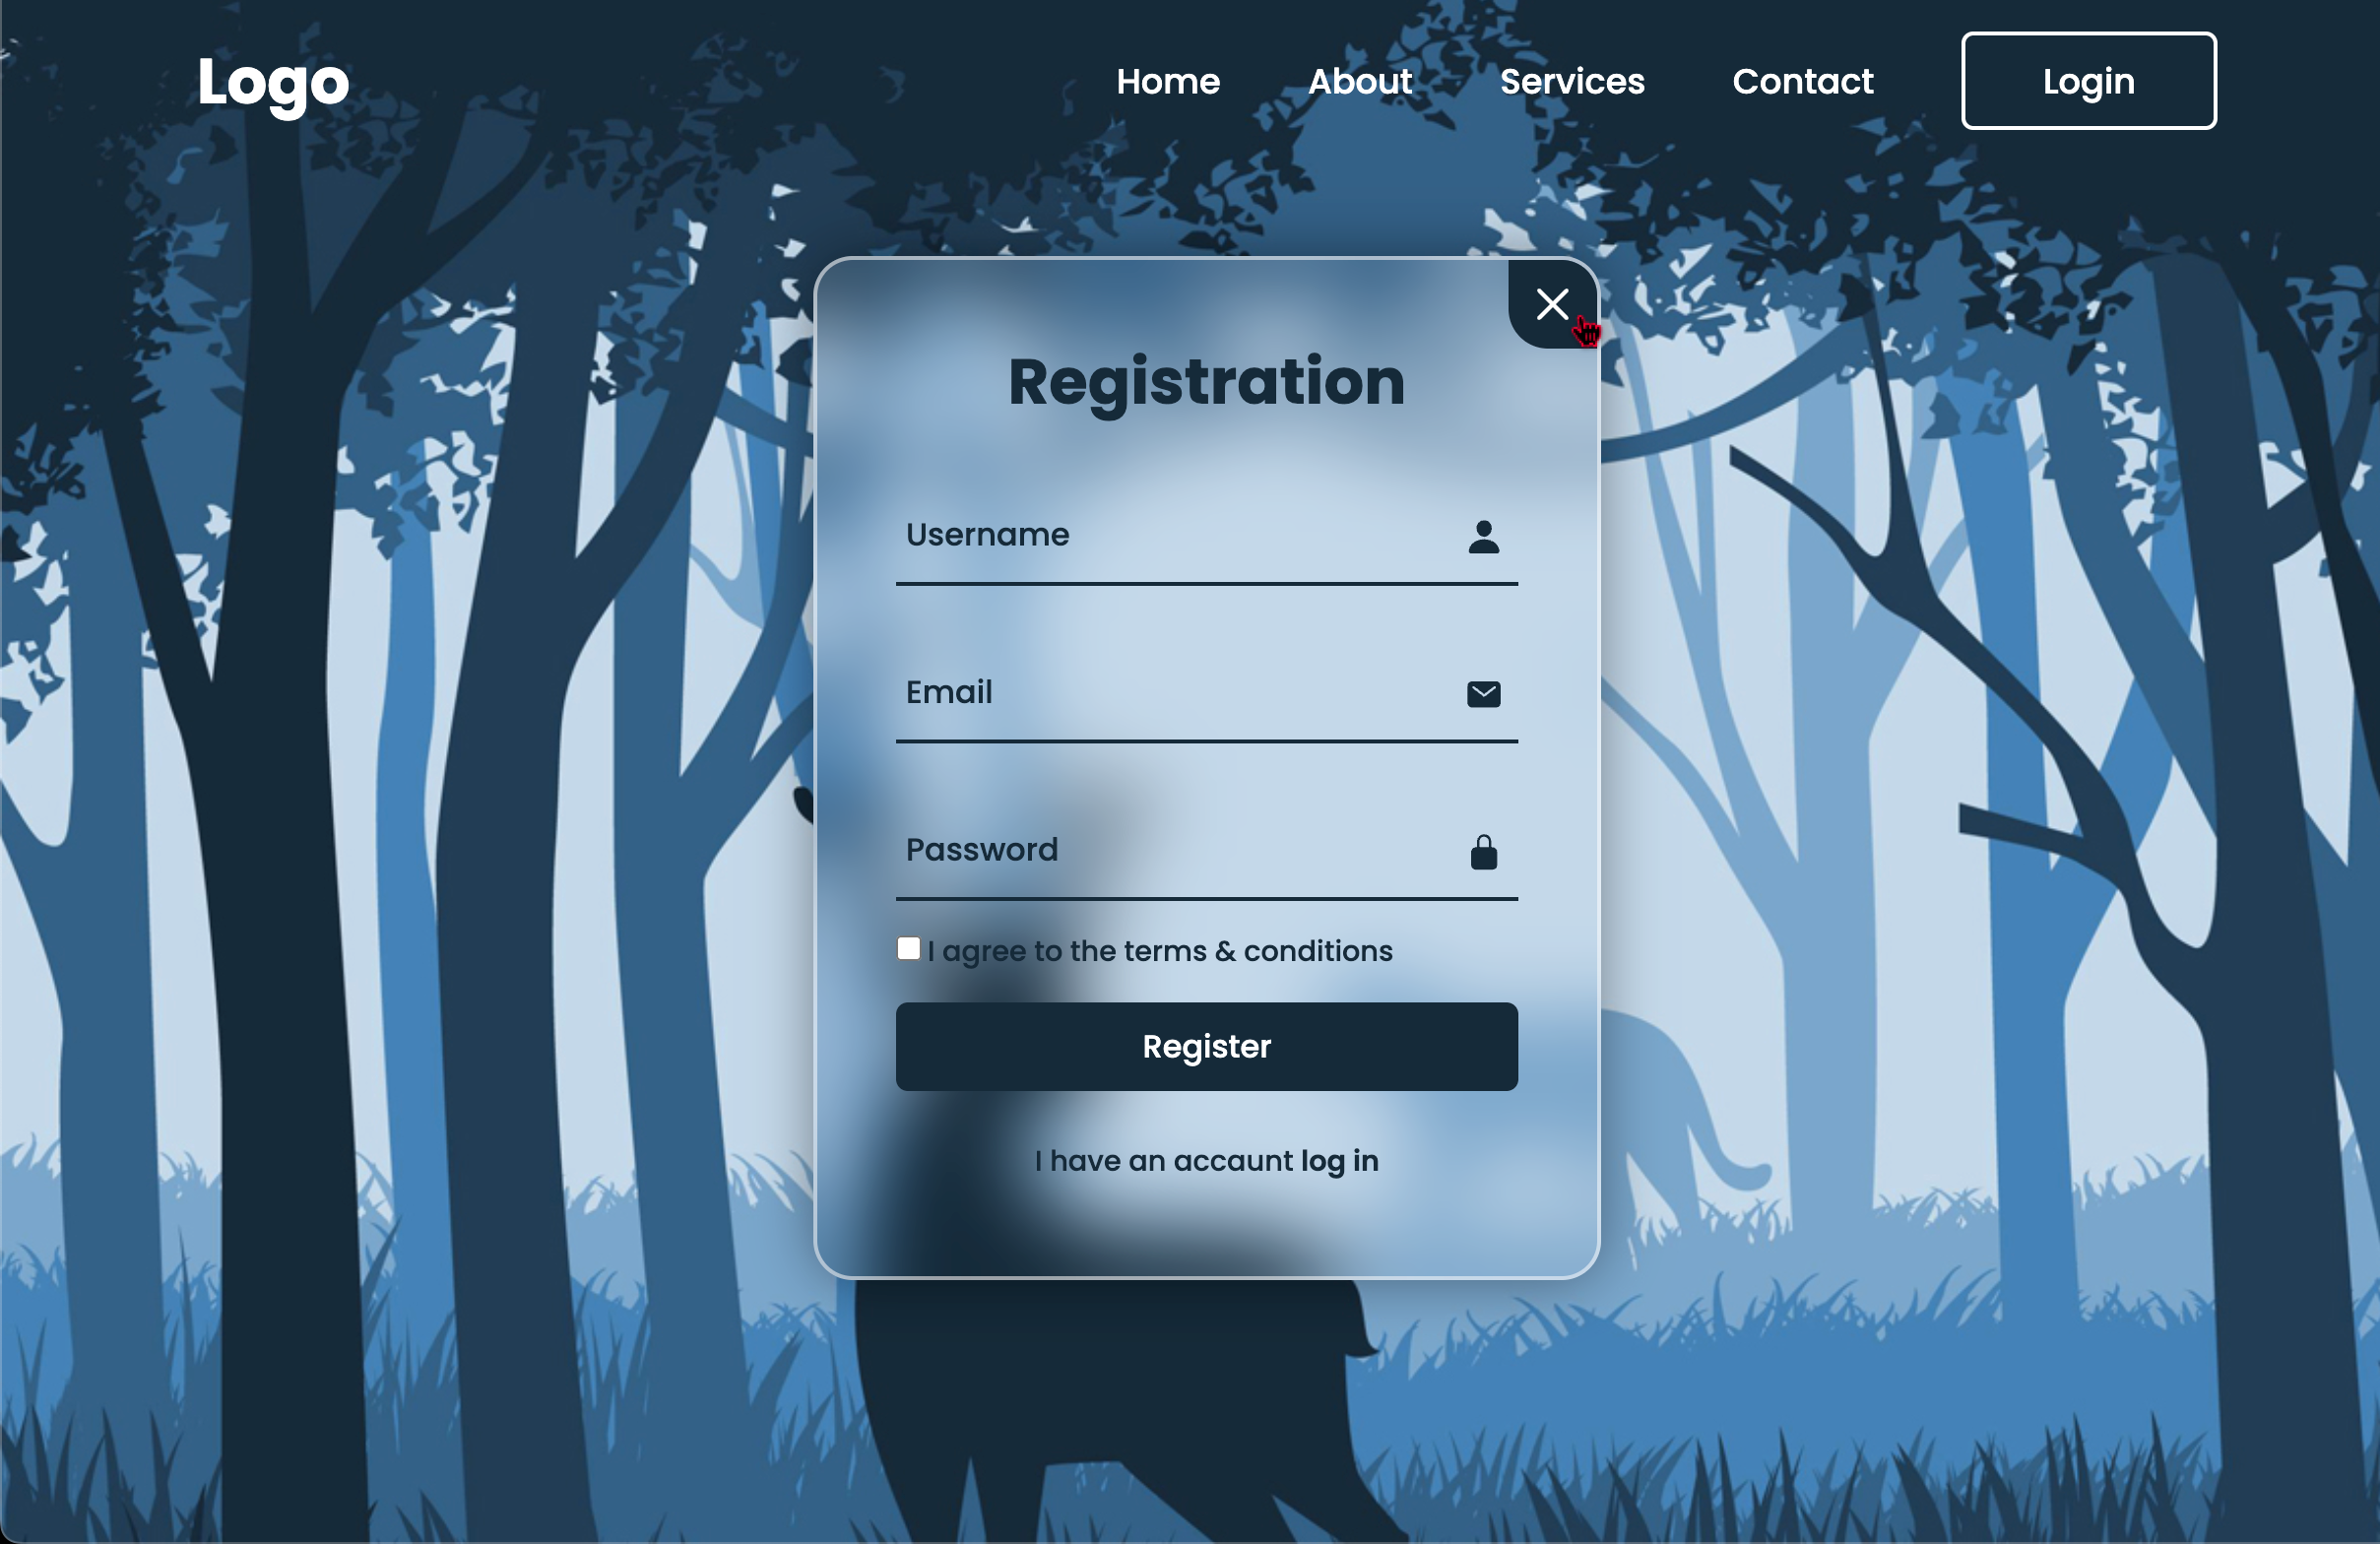 Logo
Home About Services Contact Login
Registration
Username
Email
Password
I agree to the terms & conditions
Register
I have an accaunt log in